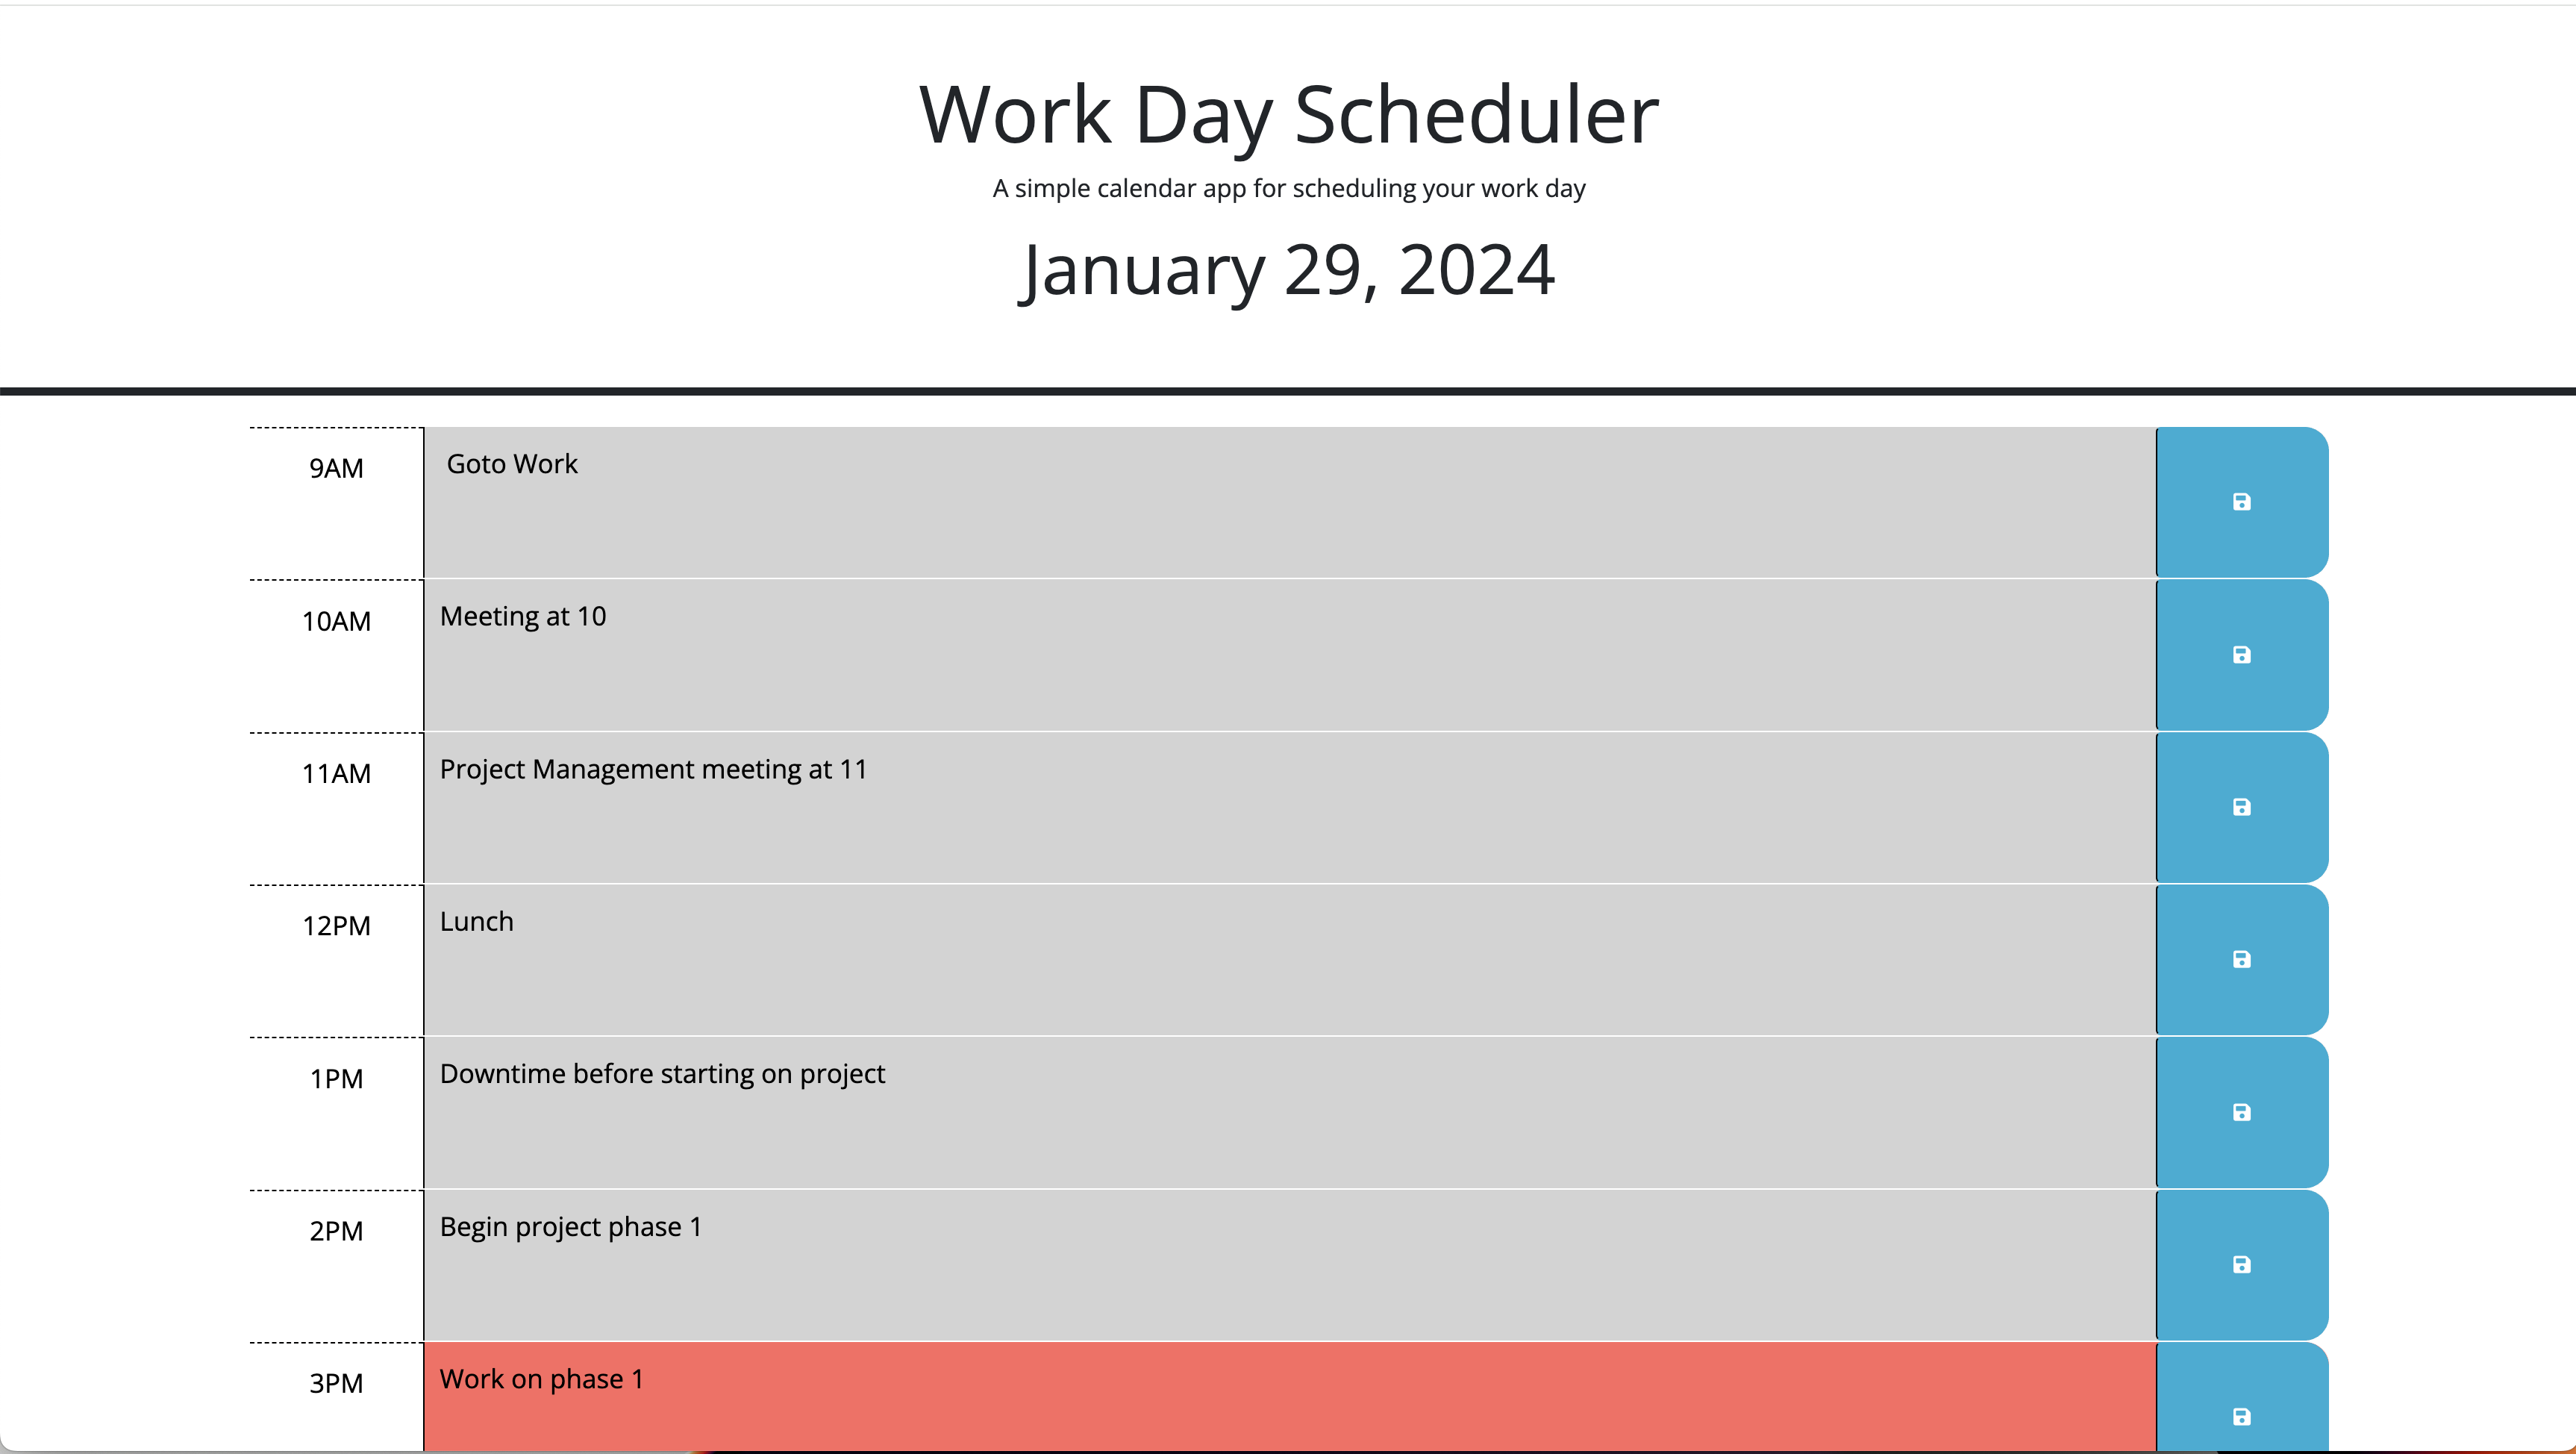 Work Day Scheduler
A simple calendar app for scheduling your work day
January 29, 2024
9AM
Goto Work
10AM
Meeting at 10
11AM
Project Management meeting at 11
12PM
Lunch
1PM
Downtime before starting on project
2PM
Begin project phase 1
3PM
Work on phase 1